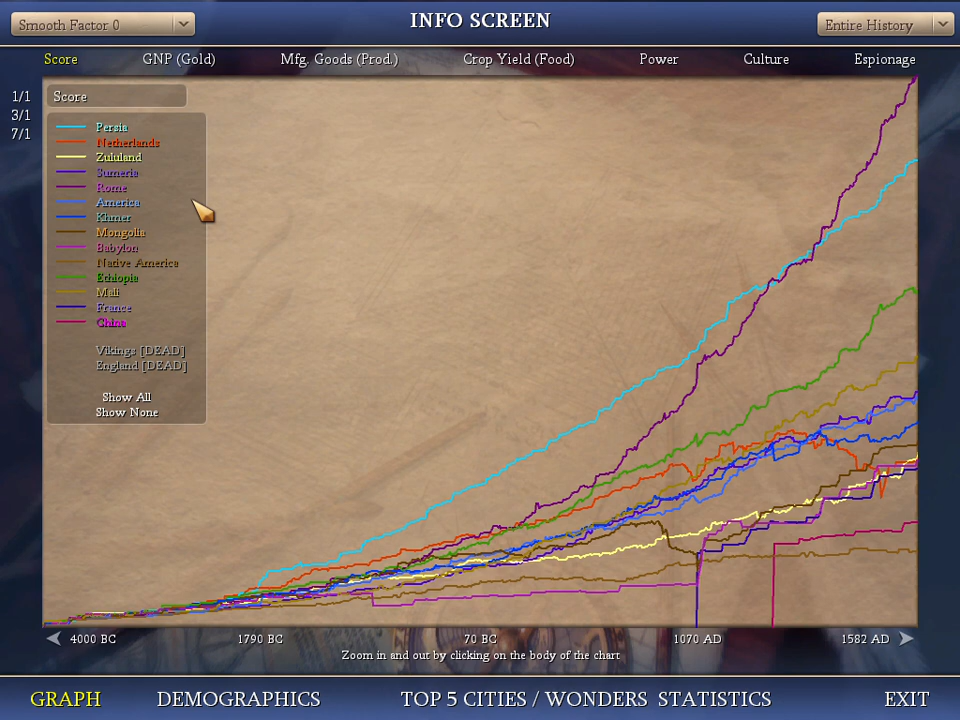 Smooth Factor 0
INFO SCREEN
Entire History
Score GNP (Gold) Mfg. Goods (Prod.) Crop Yield (Food) Power Culture Espionage
1/1
3/1
7/1
Score
Persia
Netherlands
Zululand
Sumeria
Rome
America
Khmer
Mongolia
Babylon
Native America
Ethiopia
Mali
France
China
Vikings [DEAD]
England [DEAD]
Show All
Show None
4000 BC 1790 BC 70 BC 1070 AD 1582 AD
Zoom in and out by clicking on the body of the chart
GRAPH DEMOGRAPHICS TOP 5 CITIES / WONDERS STATISTICS EXIT